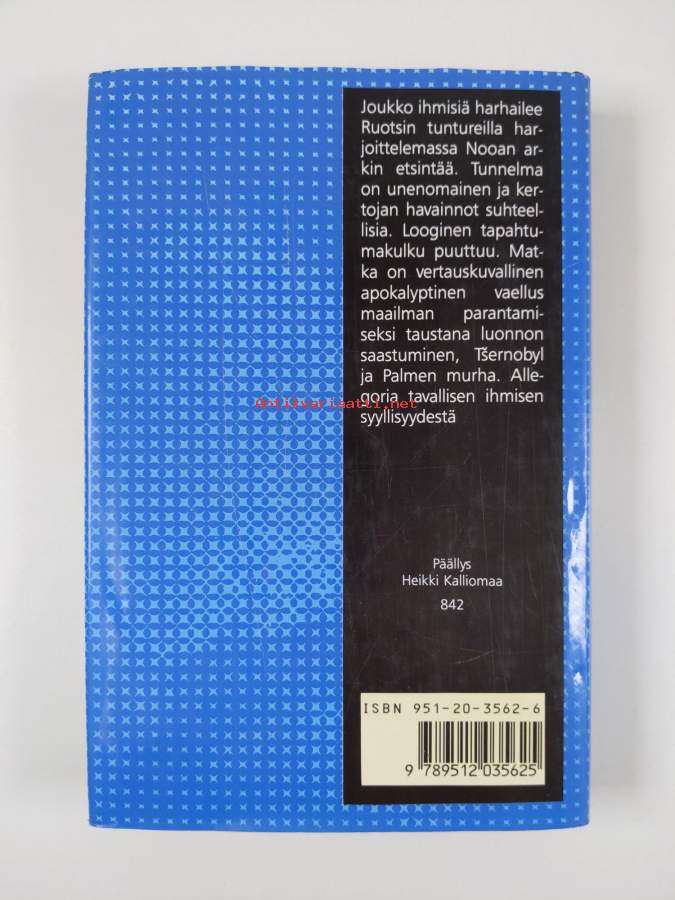 Joukko ihmisiä harhailee
Ruotsin tuntureilla har-
joittelemassa Nooan ar-
kin etsintää. Tunnelma
on unenomainen ja ker-
tojan havainnot suhteel-
lisia. Looginen tapahtu-
makulku puuttuu. Mat-
ka on vertauskuvallinen
apokalyptinen vaellus
maailman parantami-
seksi taustana luonnon
saastuminen, Tšernobyl
ja Palmen murha. Alle-
goria tavallisen ihmisen
syyllisyydestä
Antikvariaatti.net
Päällys
Heikki Kalliomaa
842
ISBN 951-20-3562-6
9 789512 035625